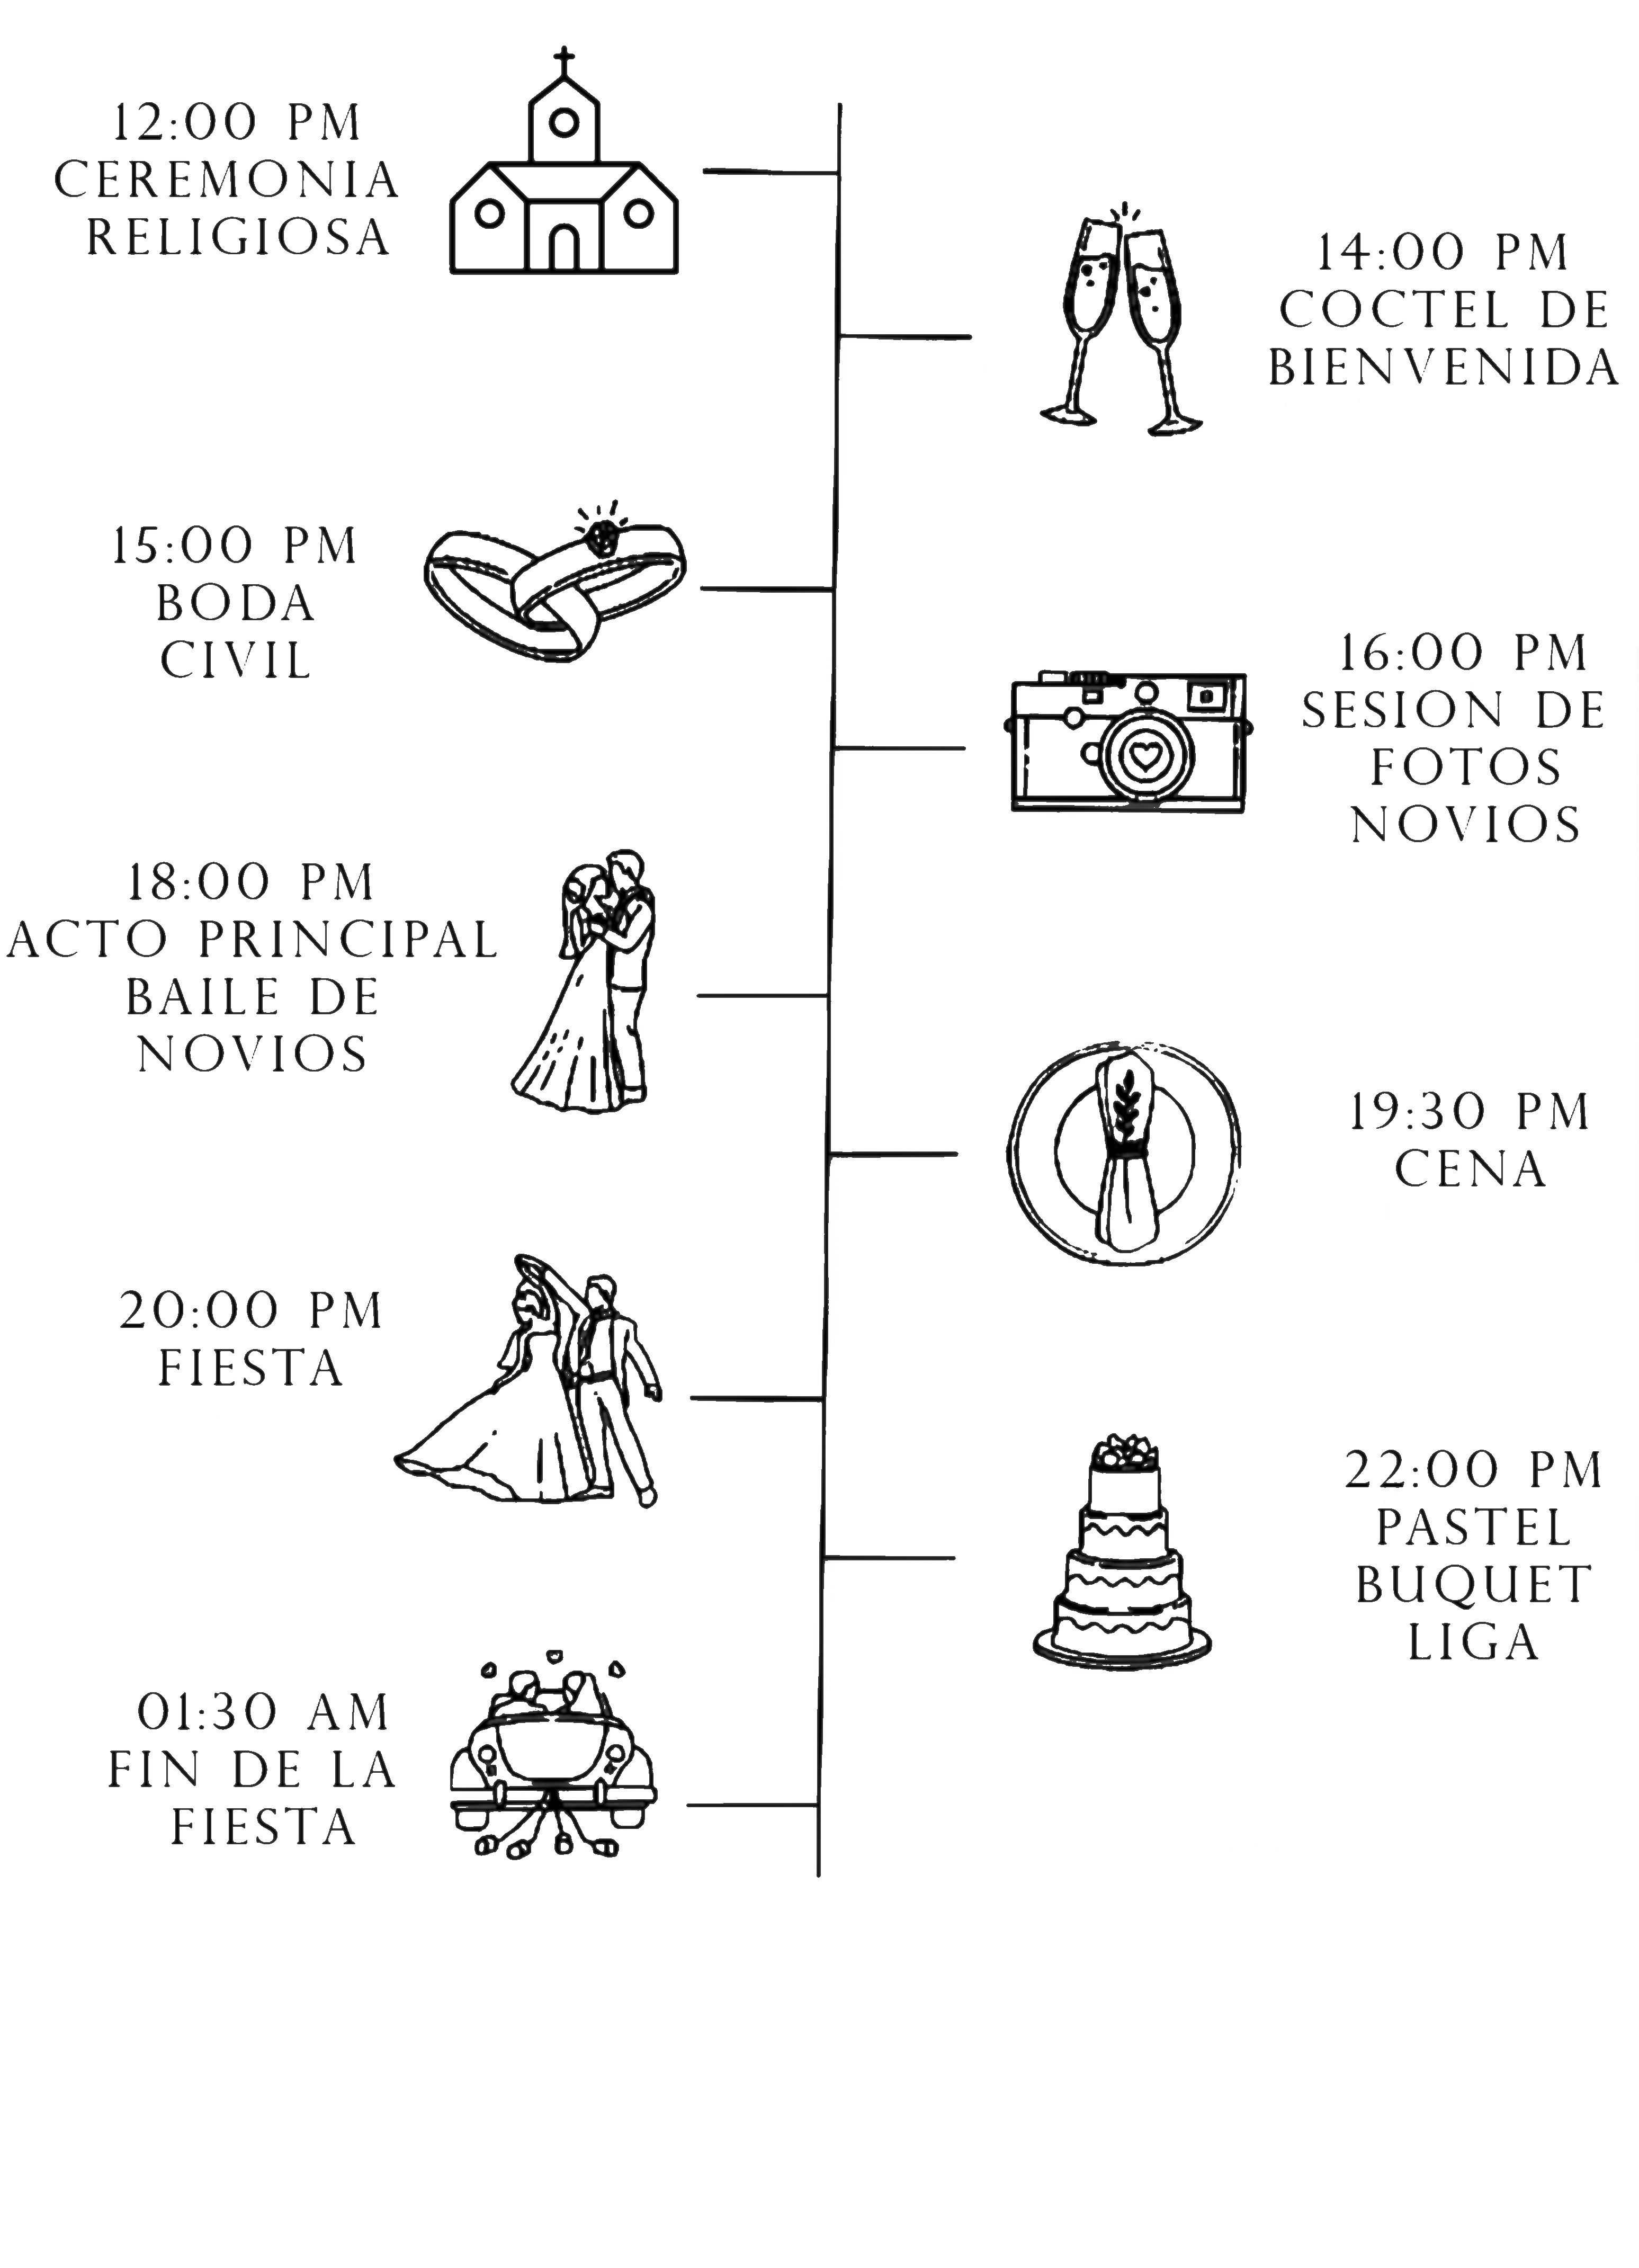 12:00 PM
CEREMONIA
RELIGIOSA
14:00 PM
COCTEL DE
BIENVENIDA
15:00 PM
BODA
CIVIL
16:00 PM
SESION DE
FOTOS
NOVIOS
18:00 PM
ACTO PRINCIPAL
BAILE DE
NOVIOS
19:30 PM
CENA
20:00 PM
FIESTA
22:00 PM
PASTEL
BUQUET
LIGA
01:30 AM
FIN DE LA
FIESTA